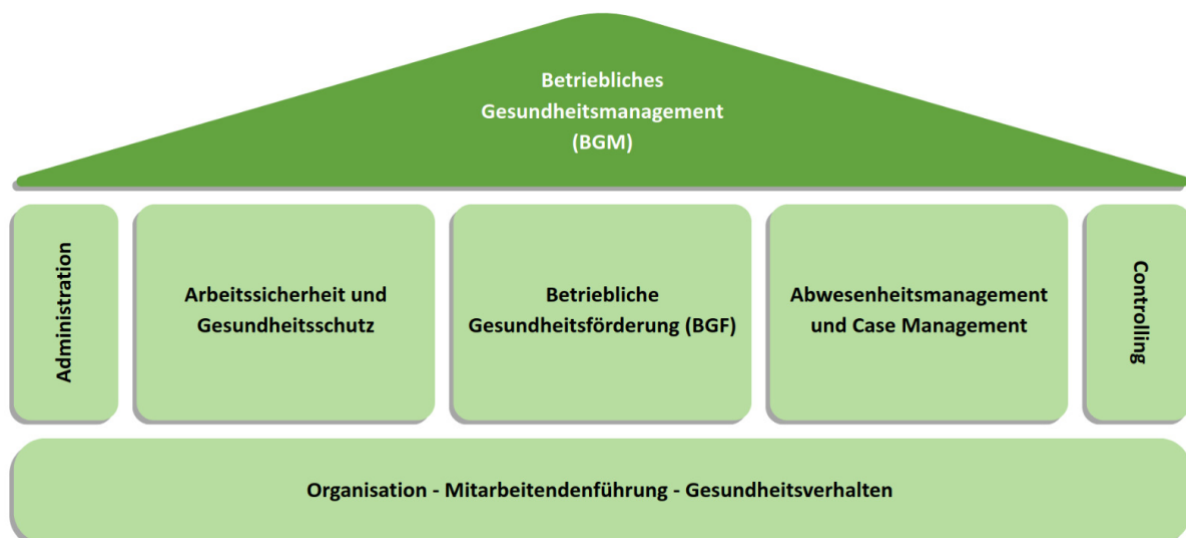 Betriebliches
Gesundheitsmanagement
(BGM)
Administration
Arbeitssicherheit und
Gesundheitsschutz
Betriebliche
Gesundheitsförderung (BGF)
Abwesenheitsmanagement
und Case Management
Controlling
Organisation - Mitarbeitendenführung - Gesundheitsverhalten